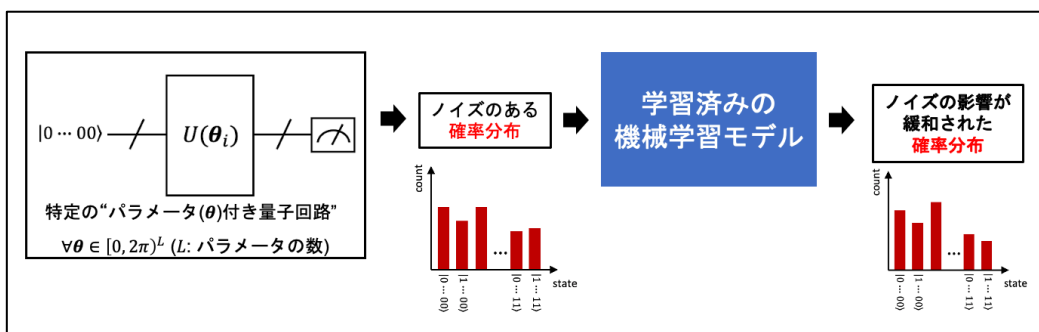 |0 ⋯ 00⟩
U(θᵢ)
特定の“パラメータ(θ)付き量子回路”
∀θ ∈ [0, 2π)ᴸ (L: パラメータの数)
ノイズのある
確率分布
count
state
|0 ⋯ 00⟩
|1 ⋯ 00⟩
...
|0 ⋯ 11⟩
|1 ⋯ 11⟩
学習済みの
機械学習モデル
ノイズの影響が
緩和された
確率分布
count
state
|0 ⋯ 00⟩
|1 ⋯ 00⟩
...
|0 ⋯ 11⟩
|1 ⋯ 11⟩